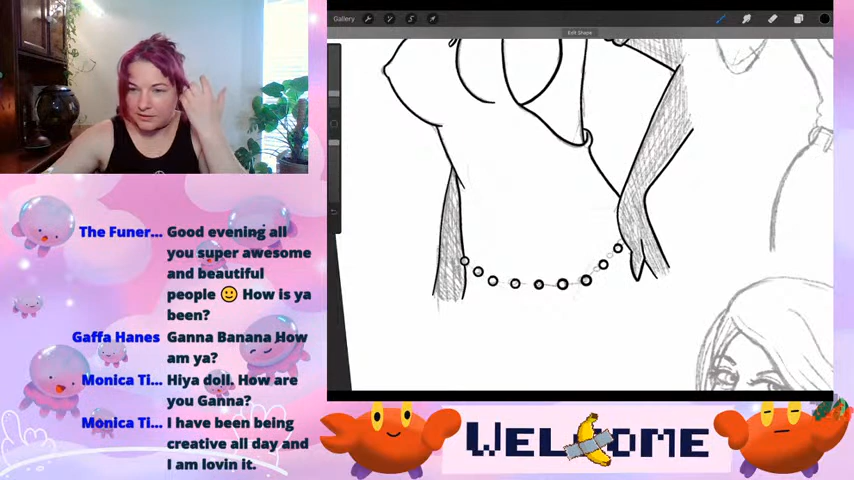 Gallery
Edit Shape
The Funer... Good evening all
you super awesome
and beautiful
people 🙂 How is ya
been?
Gaffa Hanes Ganna Banana How
am ya?
Monica Ti... Hiya doll. How are
you Ganna?
Monica Ti... I have been being
creative all day and
I am lovin it.
WELCOME